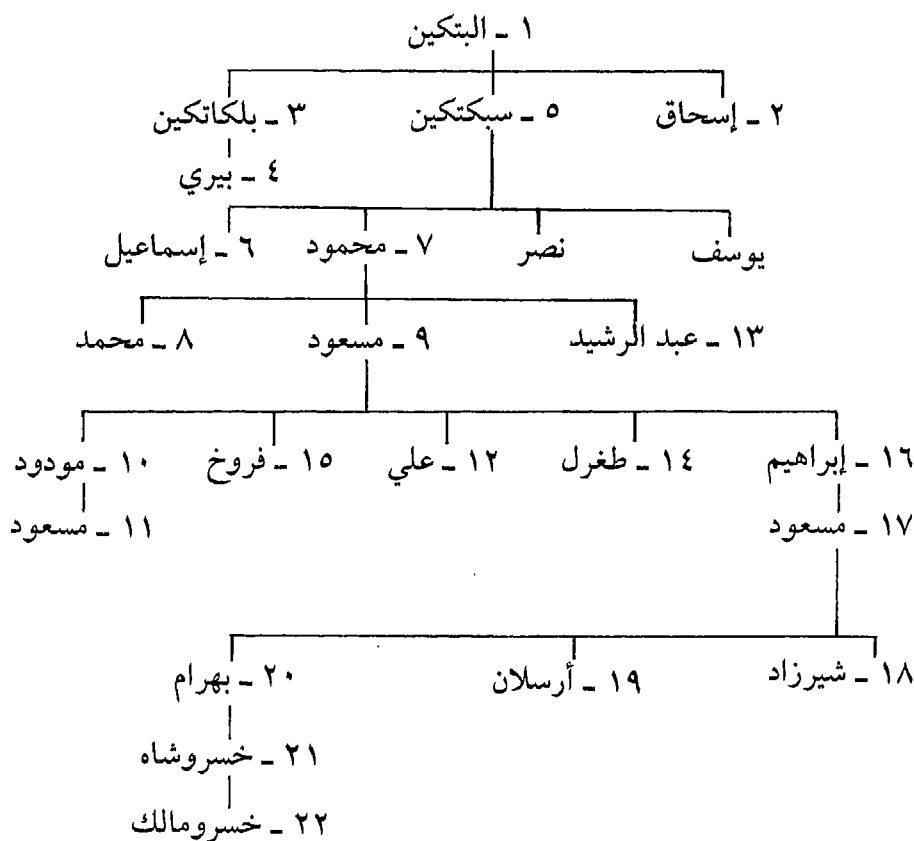 ١ ـ البتكين
٢ ـ إسحاق ٥ ـ سبكتكين ٣ ـ بلكاتكين
٤ ـ بيري
يوسف نصر ٧ ـ محمود ٦ ـ إسماعيل
١٣ ـ عبد الرشيد ٩ ـ مسعود ٨ ـ محمد
١٦ ـ إبراهيم ١٤ ـ طغرل ١٢ ـ علي ١٥ ـ فروخ ١٠ ـ مودود
١٧ ـ مسعود ١١ ـ مسعود
١٨ ـ شيرزاد ١٩ ـ أرسلان ٢٠ ـ بهرام
٢١ ـ خسروشاه
٢٢ ـ خسرومالك